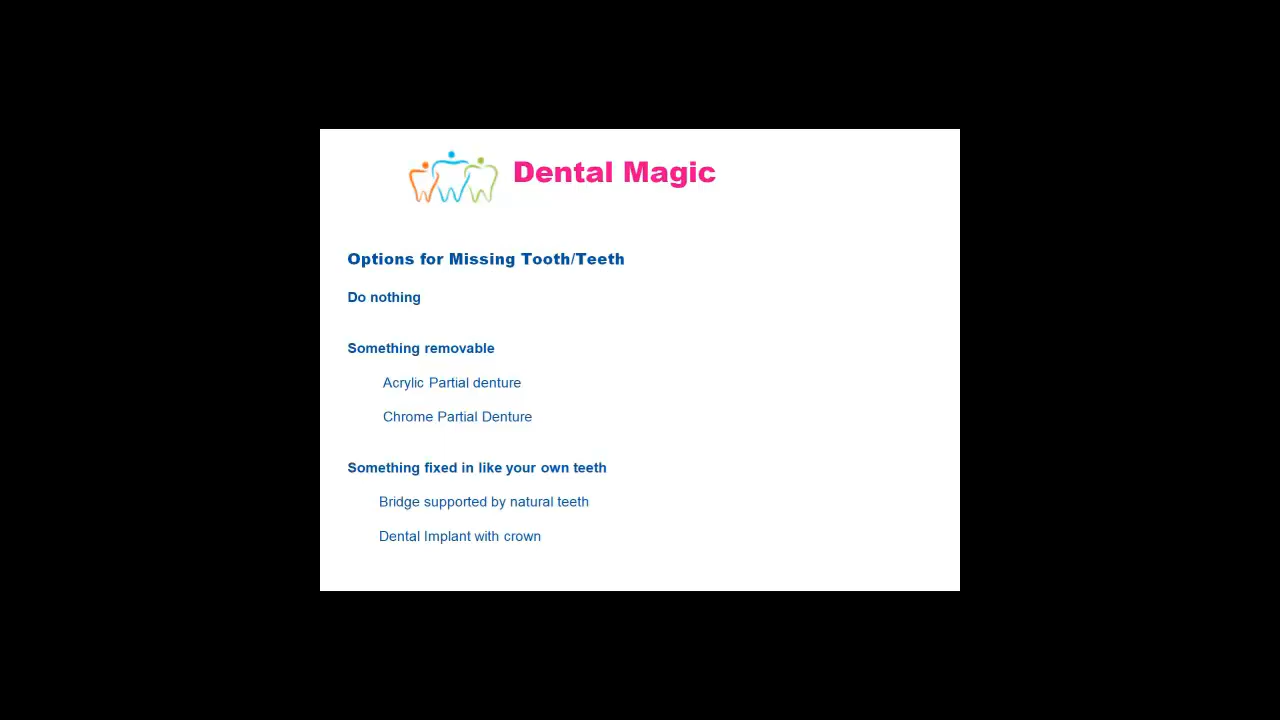 Dental Magic
Options for Missing Tooth/Teeth
Do nothing
Something removable
Acrylic Partial denture
Chrome Partial Denture
Something fixed in like your own teeth
Bridge supported by natural teeth
Dental Implant with crown